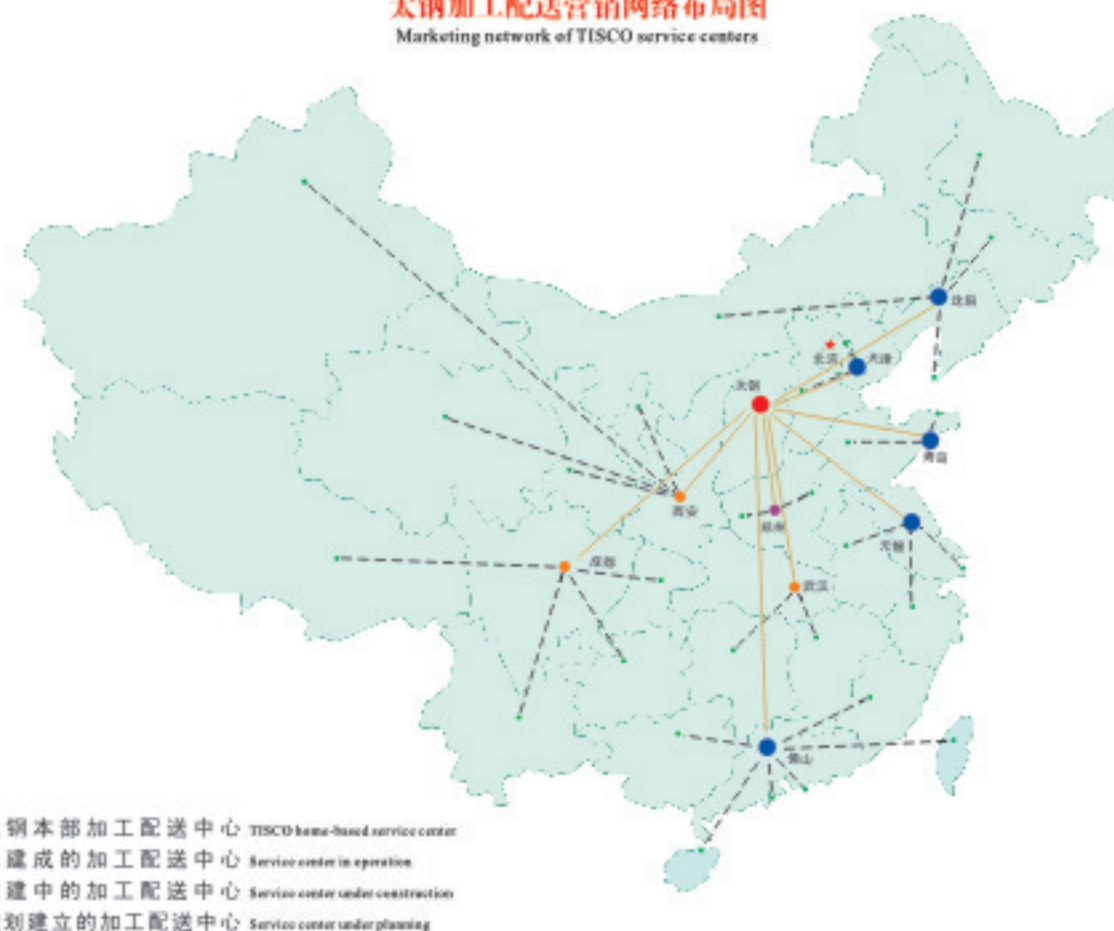 太钢加工配送营销网络布局图
Marketing network of TISCO service centers
沈阳
北京
天津
太钢
青岛
西安
郑州
无锡
成都
武汉
佛山
钢本部加工配送中心 TISCO home-based service center
建成的加工配送中心 Service center in operation
建中的加工配送中心 Service center under construction
划建立的加工配送中心 Service center under planning